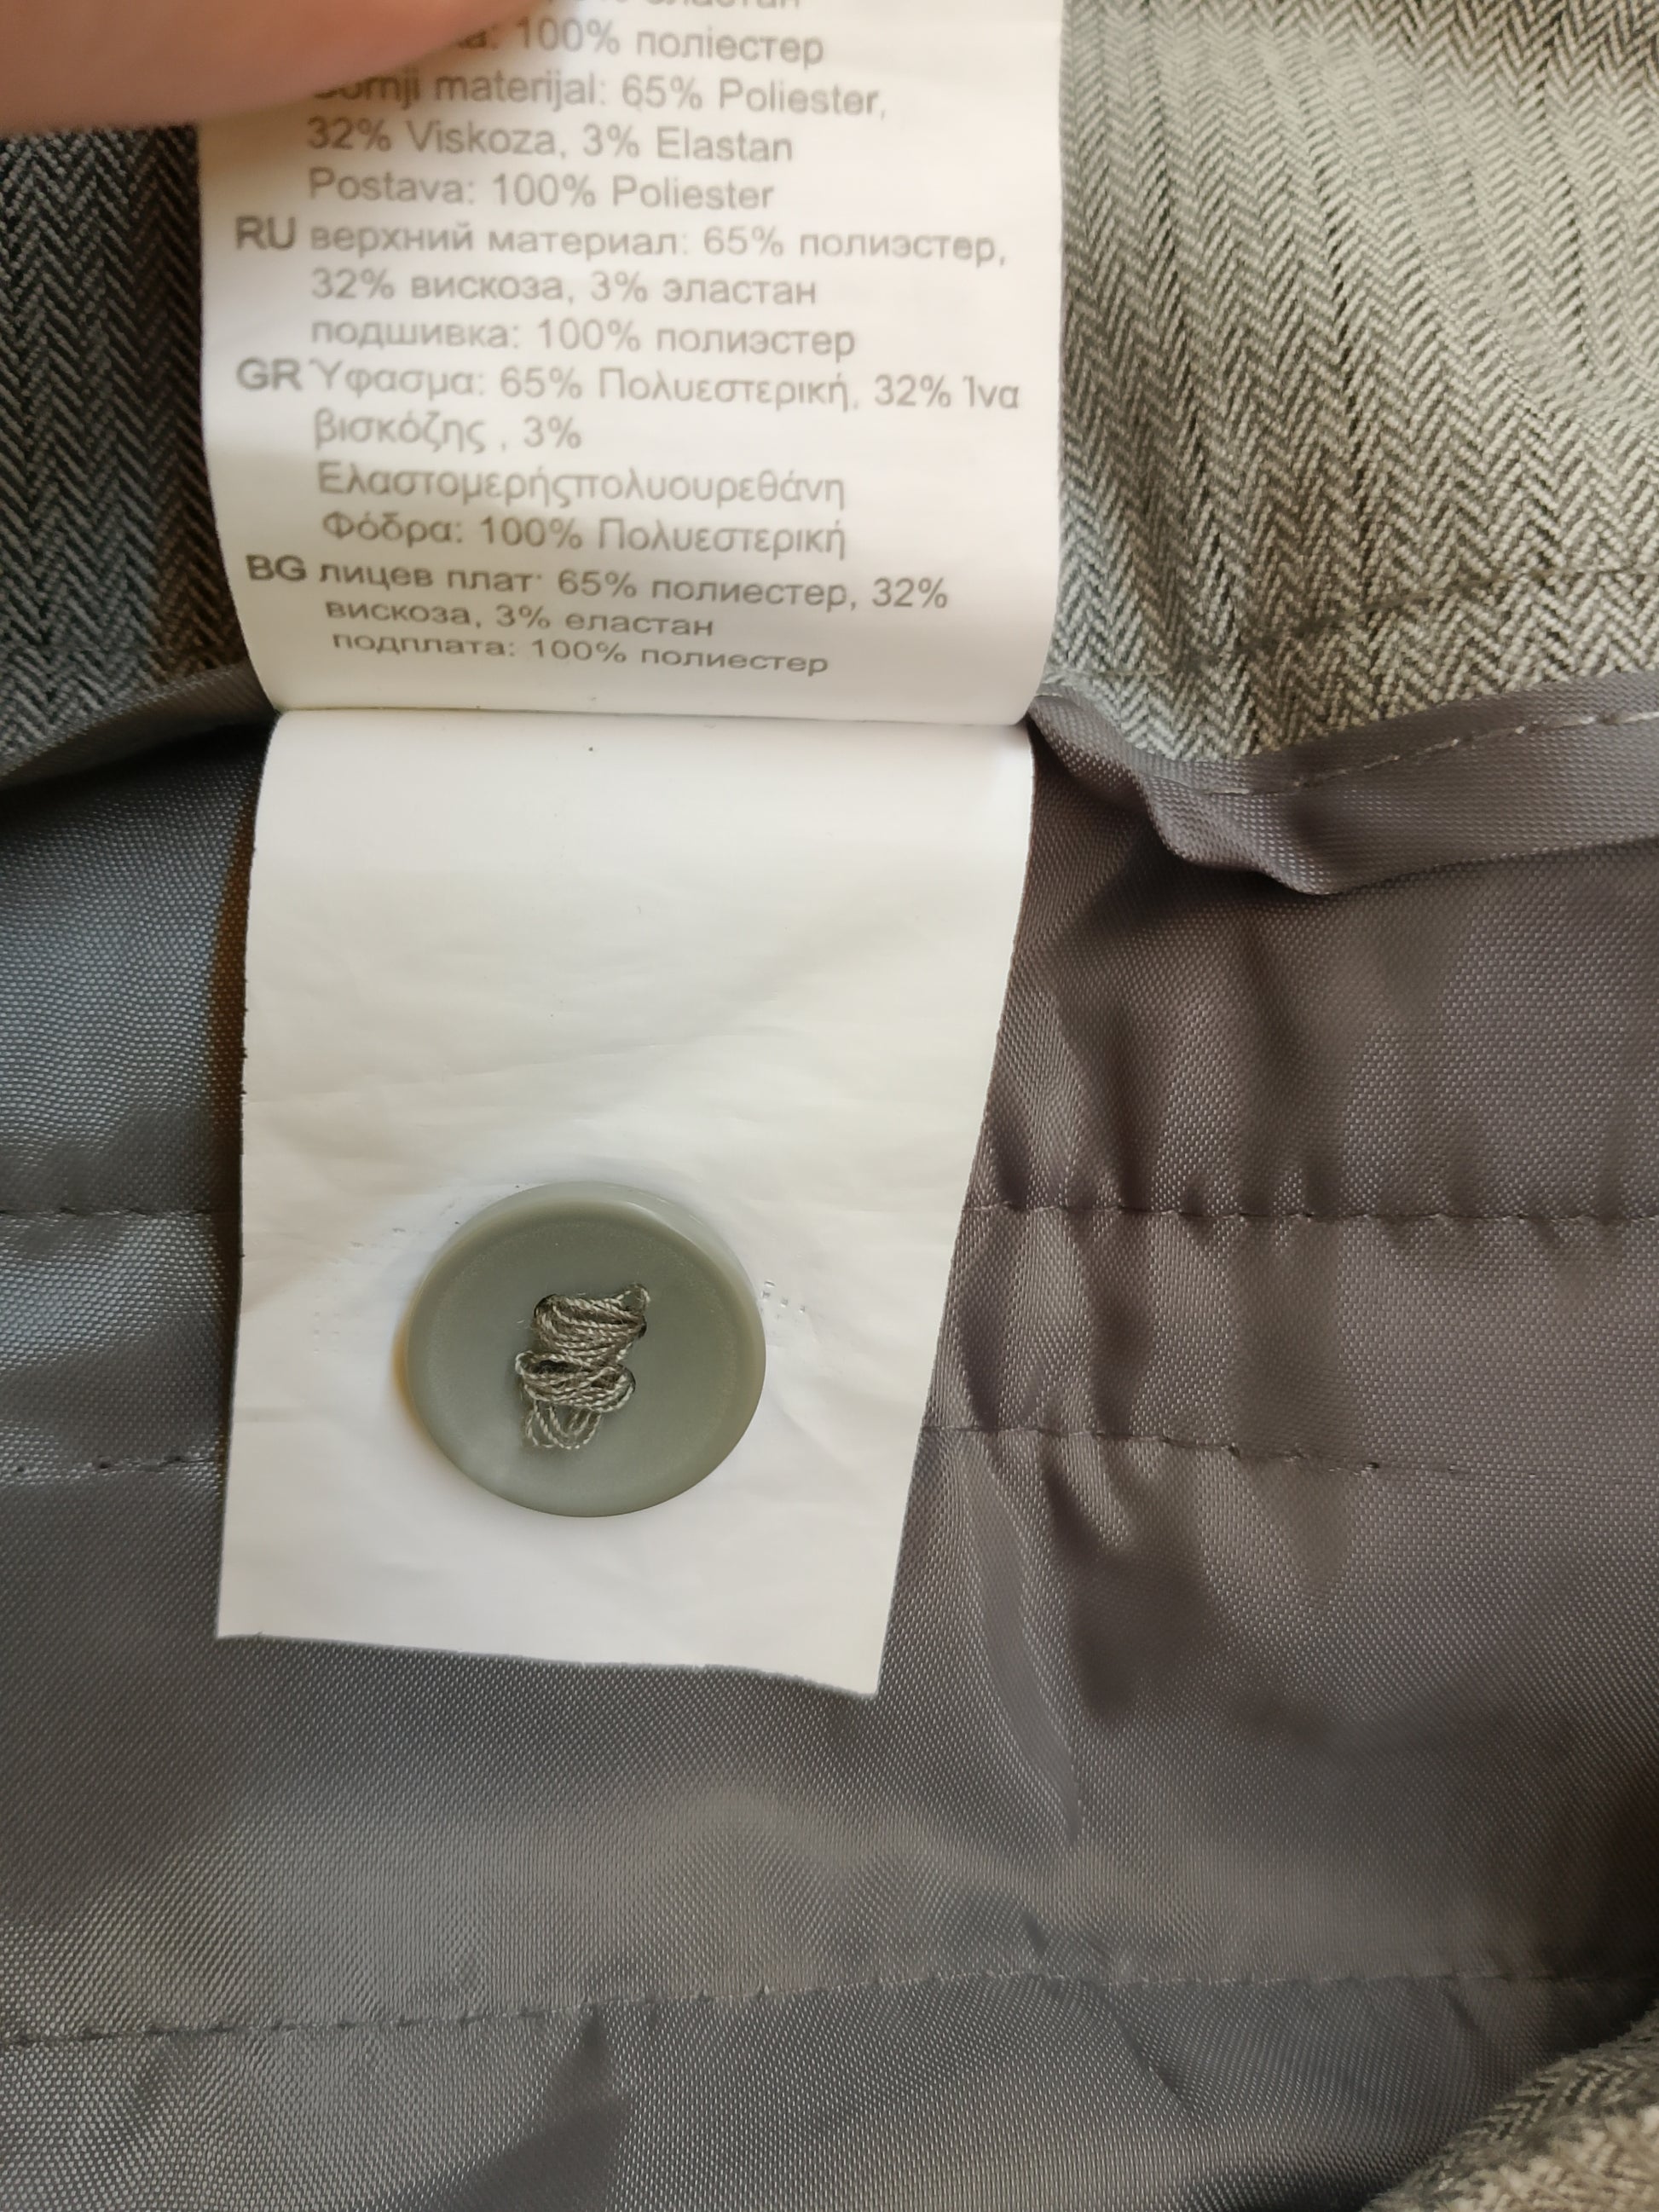 100% поліестер
materijal: 65% Poliester,
32% Viskoza, 3% Elastan
Postava: 100% Poliester
RU верхний материал: 65% полиэстер,
32% вискоза, 3% эластан
подшивка: 100% полиэстер
GR Ύφασμα: 65% Πολυεστερική, 32% Ίνα
βισκόζης , 3%
Ελαστομερήςπολυουρεθάνη
Φόδρα: 100% Πολυεστερική
BG лицев плат: 65% полиестер, 32%
вискоза, 3% еластан
подплата: 100% полиестер